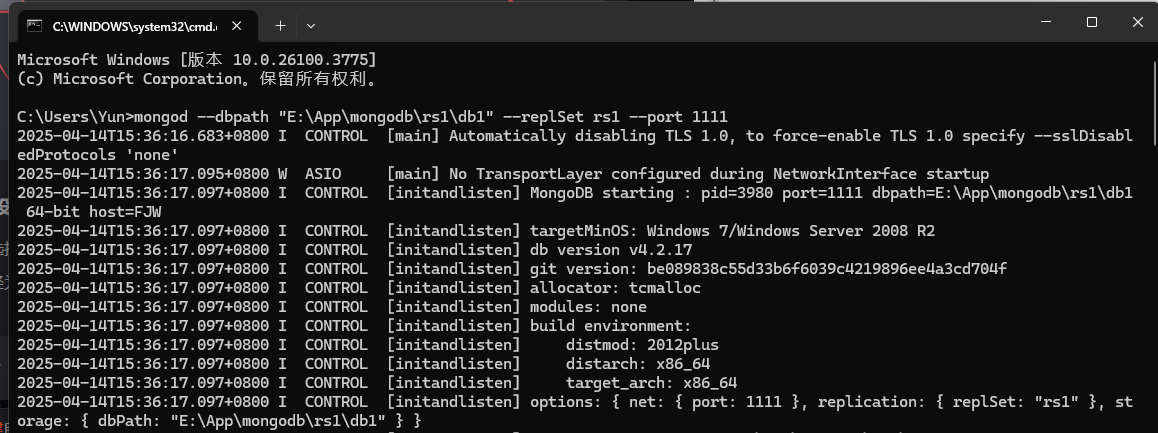 C:\WINDOWS\system32\cmd.
Microsoft Windows [版本 10.0.26100.3775]
(c) Microsoft Corporation。保留所有权利。
C:\Users\Yun>mongod --dbpath "E:\App\mongodb\rs1\db1" --replSet rs1 --port 1111
2025-04-14T15:36:16.683+0800 I  CONTROL  [main] Automatically disabling TLS 1.0, to force-enable TLS 1.0 specify --sslDisabl
edProtocols 'none'
2025-04-14T15:36:17.095+0800 W  ASIO     [main] No TransportLayer configured during NetworkInterface startup
2025-04-14T15:36:17.097+0800 I  CONTROL  [initandlisten] MongoDB starting : pid=3980 port=1111 dbpath=E:\App\mongodb\rs1\db1
 64-bit host=FJW
2025-04-14T15:36:17.097+0800 I  CONTROL  [initandlisten] targetMinOS: Windows 7/Windows Server 2008 R2
2025-04-14T15:36:17.097+0800 I  CONTROL  [initandlisten] db version v4.2.17
2025-04-14T15:36:17.097+0800 I  CONTROL  [initandlisten] git version: be089838c55d33b6f6039c4219896ee4a3cd704f
2025-04-14T15:36:17.097+0800 I  CONTROL  [initandlisten] allocator: tcmalloc
2025-04-14T15:36:17.097+0800 I  CONTROL  [initandlisten] modules: none
2025-04-14T15:36:17.097+0800 I  CONTROL  [initandlisten] build environment:
2025-04-14T15:36:17.097+0800 I  CONTROL  [initandlisten]     distmod: 2012plus
2025-04-14T15:36:17.097+0800 I  CONTROL  [initandlisten]     distarch: x86_64
2025-04-14T15:36:17.097+0800 I  CONTROL  [initandlisten]     target_arch: x86_64
2025-04-14T15:36:17.097+0800 I  CONTROL  [initandlisten] options: { net: { port: 1111 }, replication: { replSet: "rs1" }, st
orage: { dbPath: "E:\App\mongodb\rs1\db1" } }